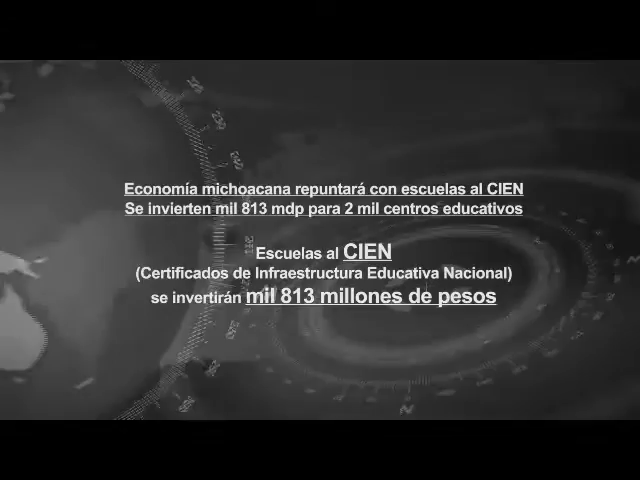 Economía michoacana repuntará con escuelas al CIEN
Se invierten mil 813 mdp para 2 mil centros educativos
Escuelas al CIEN
(Certificados de Infraestructura Educativa Nacional)
se invertirán mil 813 millones de pesos